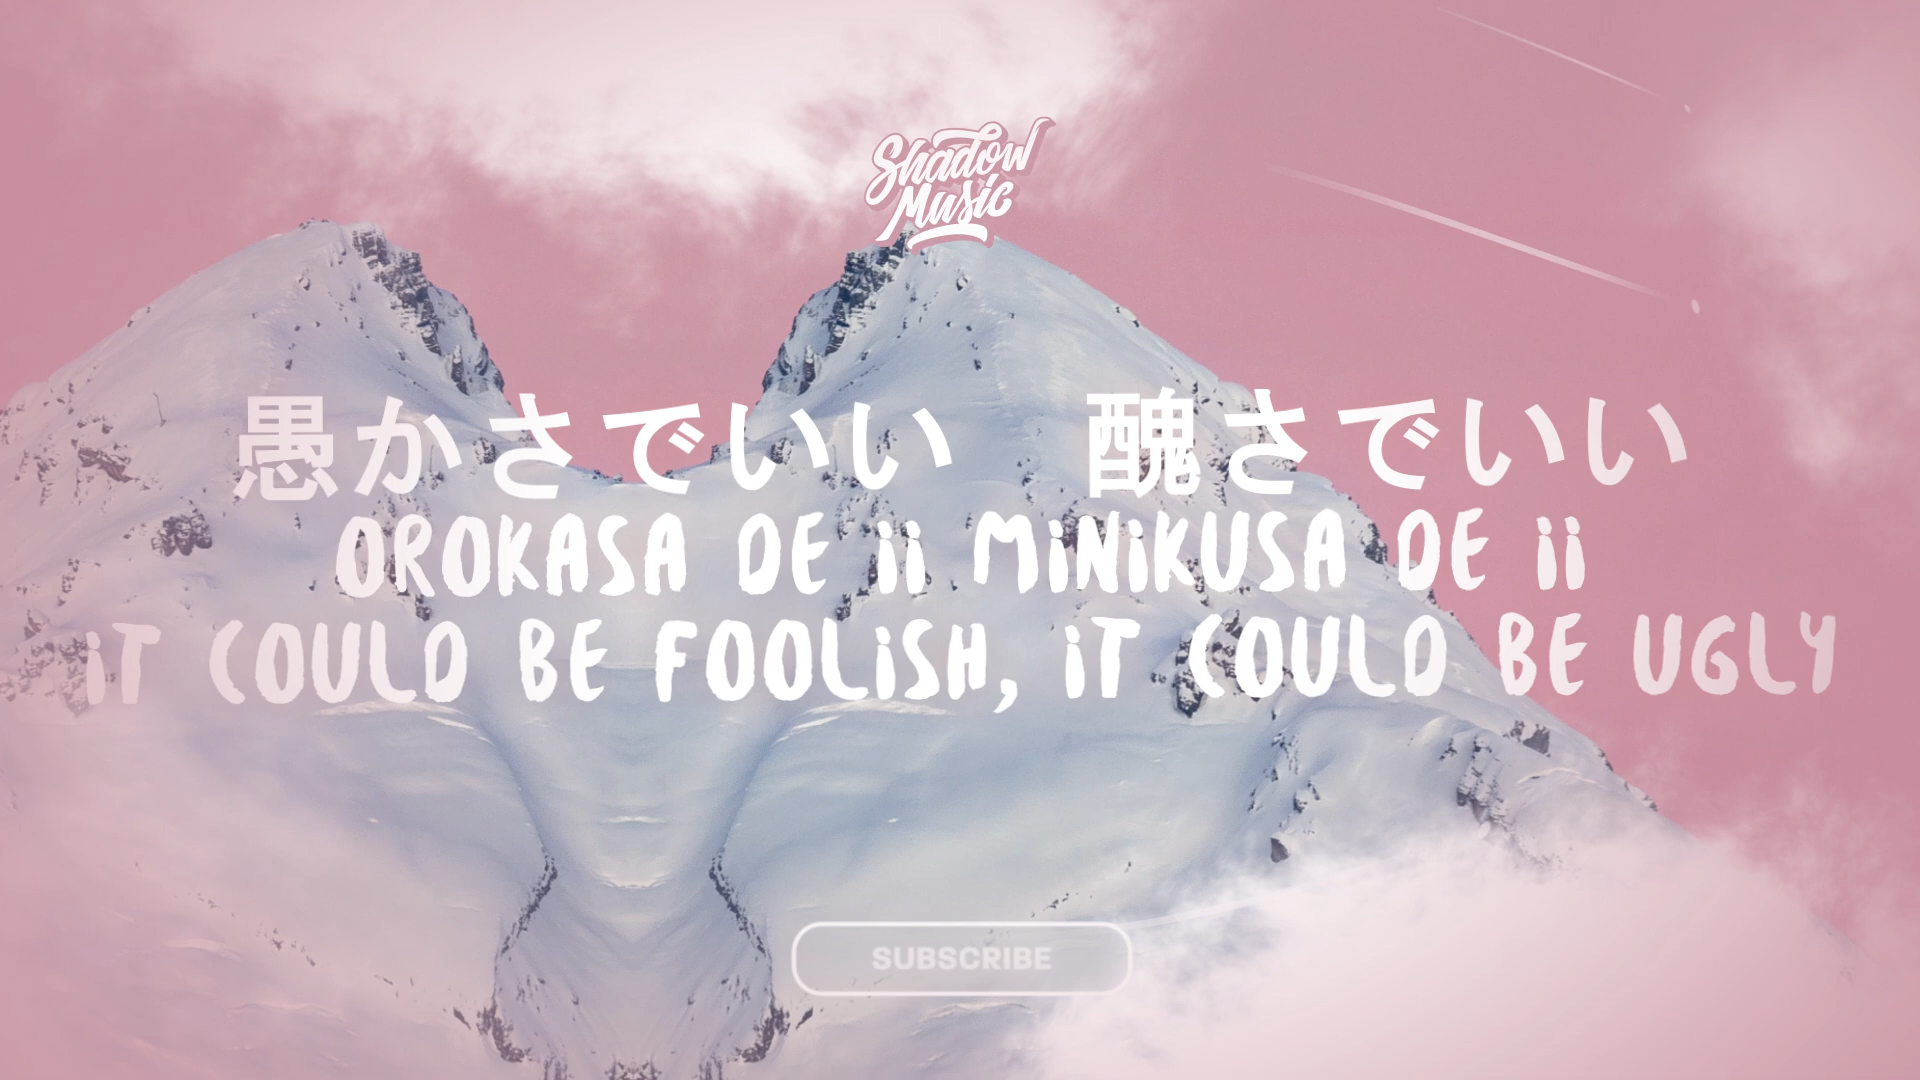 Shadow
Music
愚かさでいい　醜さでいい
OROKASA DE ii MiNiKUSA DE ii
iT COULD BE FOOLiSH, iT COULD BE UGLY
SUBSCRIBE